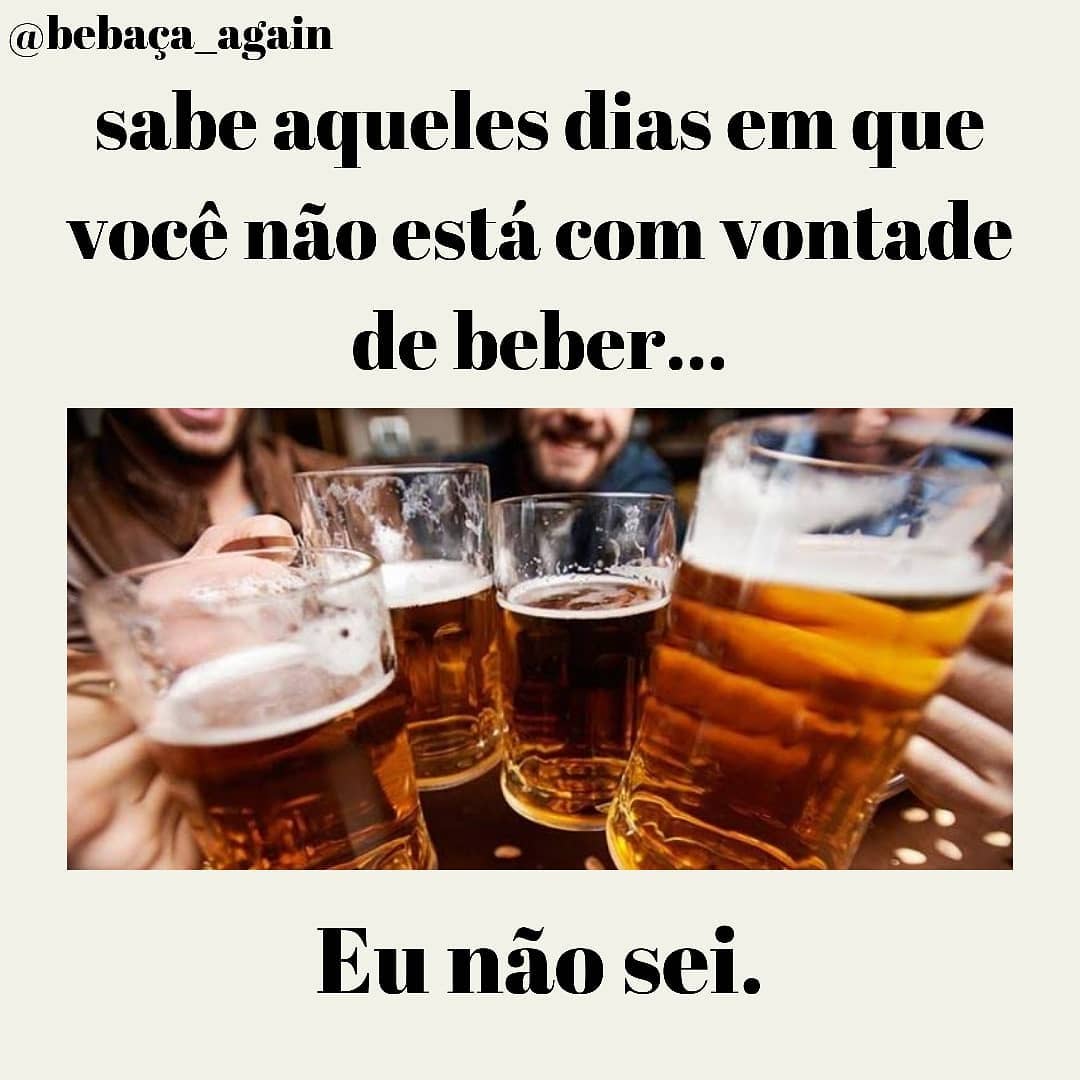 @bebaça_again
sabe aqueles dias em que
você não está com vontade
de beber...
Eu não sei.